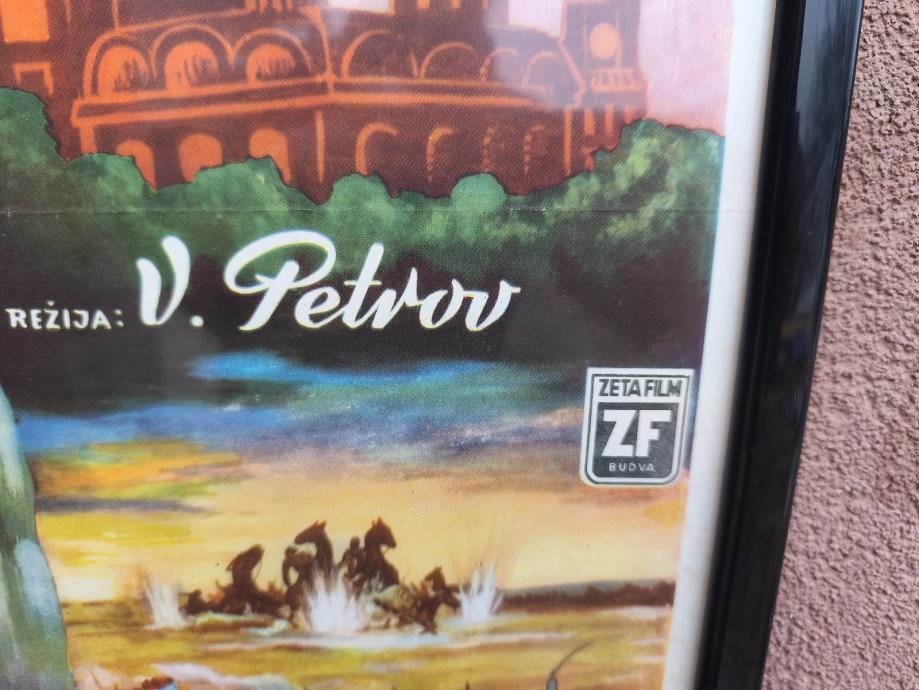 REŽIJA: V. Petrov
ZETA FILM
ZF
BUDVA